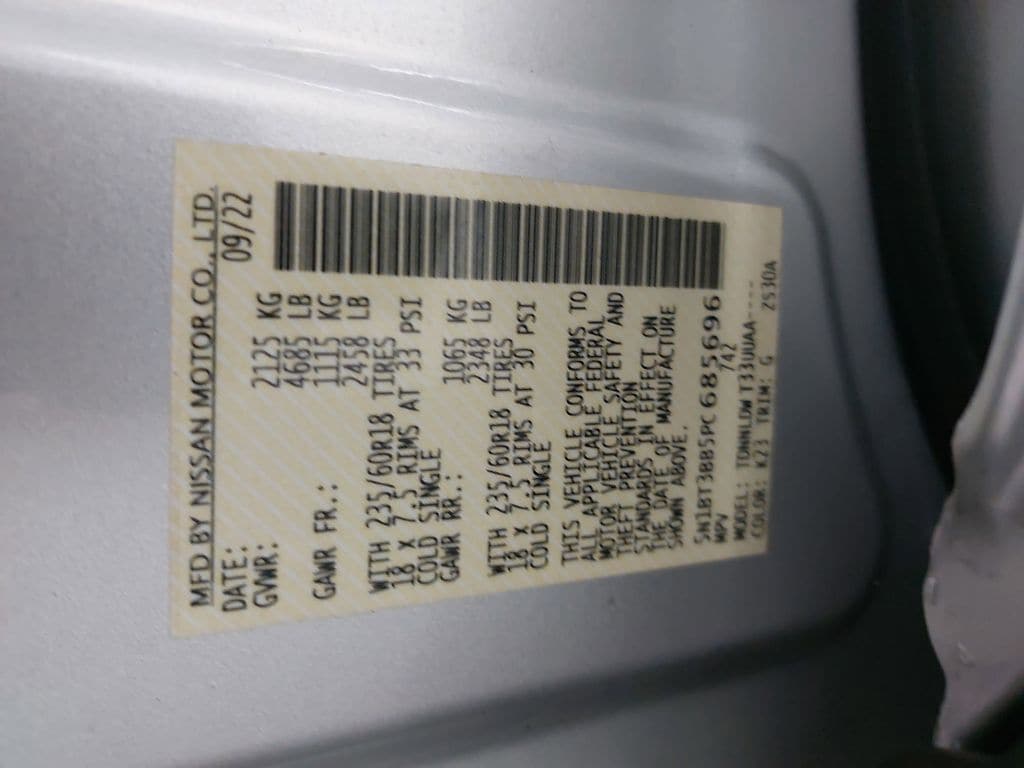 MFD BY NISSAN MOTOR CO., LTD.
DATE: 09/22
GVWR: 2125 KG
4685 LB
GAWR FR.: 1115 KG
2458 LB
WITH 235/60R18 TIRES
18 X 7.5 RIMS AT 33 PSI
COLD SINGLE
GAWR RR.: 1065 KG
2348 LB
WITH 235/60R18 TIRES
18 X 7.5 RIMS AT 30 PSI
COLD SINGLE
THIS VEHICLE CONFORMS TO
ALL APPLICABLE FEDERAL
MOTOR VEHICLE SAFETY AND
THEFT PREVENTION
STANDARDS IN EFFECT ON
THE DATE OF MANUFACTURE
SHOWN ABOVE.
5N1BT3BB5PC685696
MPV 742
MODEL: TDNNLDW T33UUAA----
COLOR: K23 TRIM: G Z530A